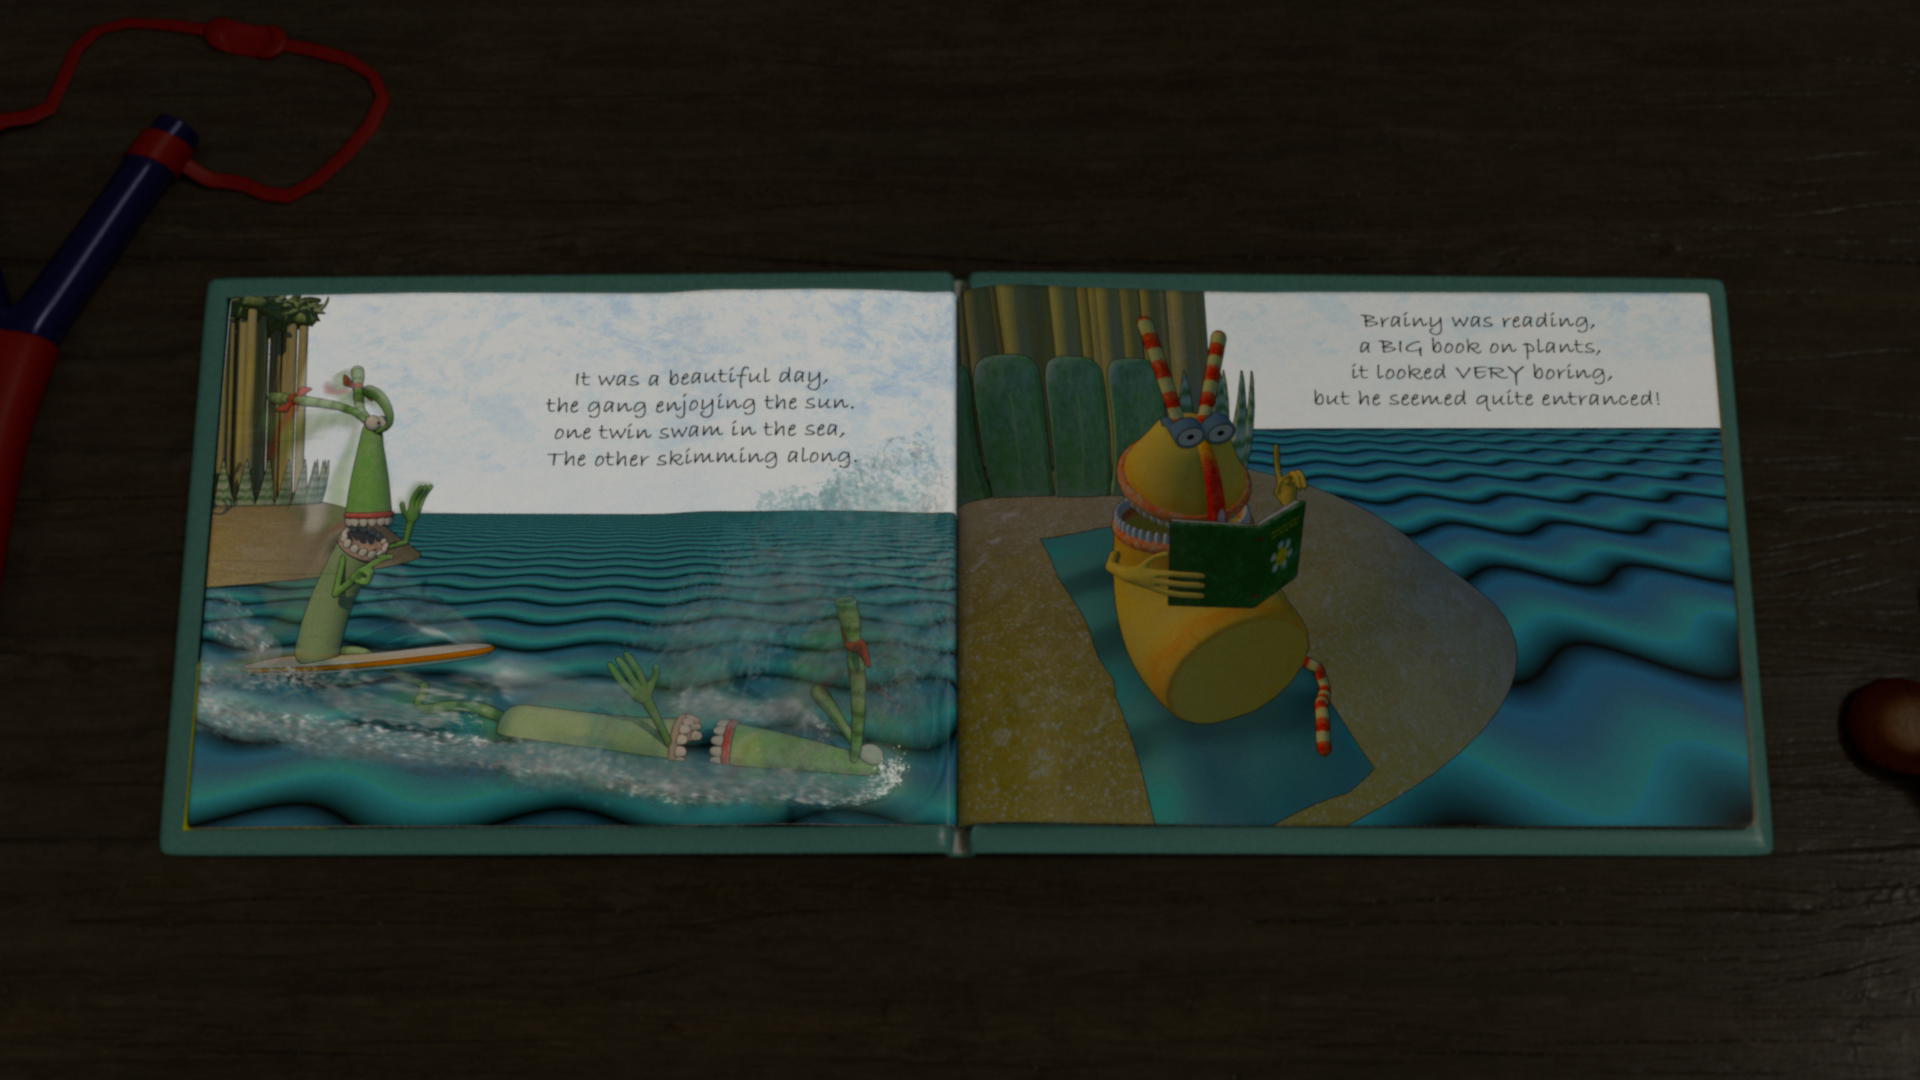 It was a beautiful day,
the gang enjoying the sun.
one twin swam in the sea,
The other skimming along.
Brainy was reading,
a BIG book on plants,
it looked VERY boring,
but he seemed quite entranced!